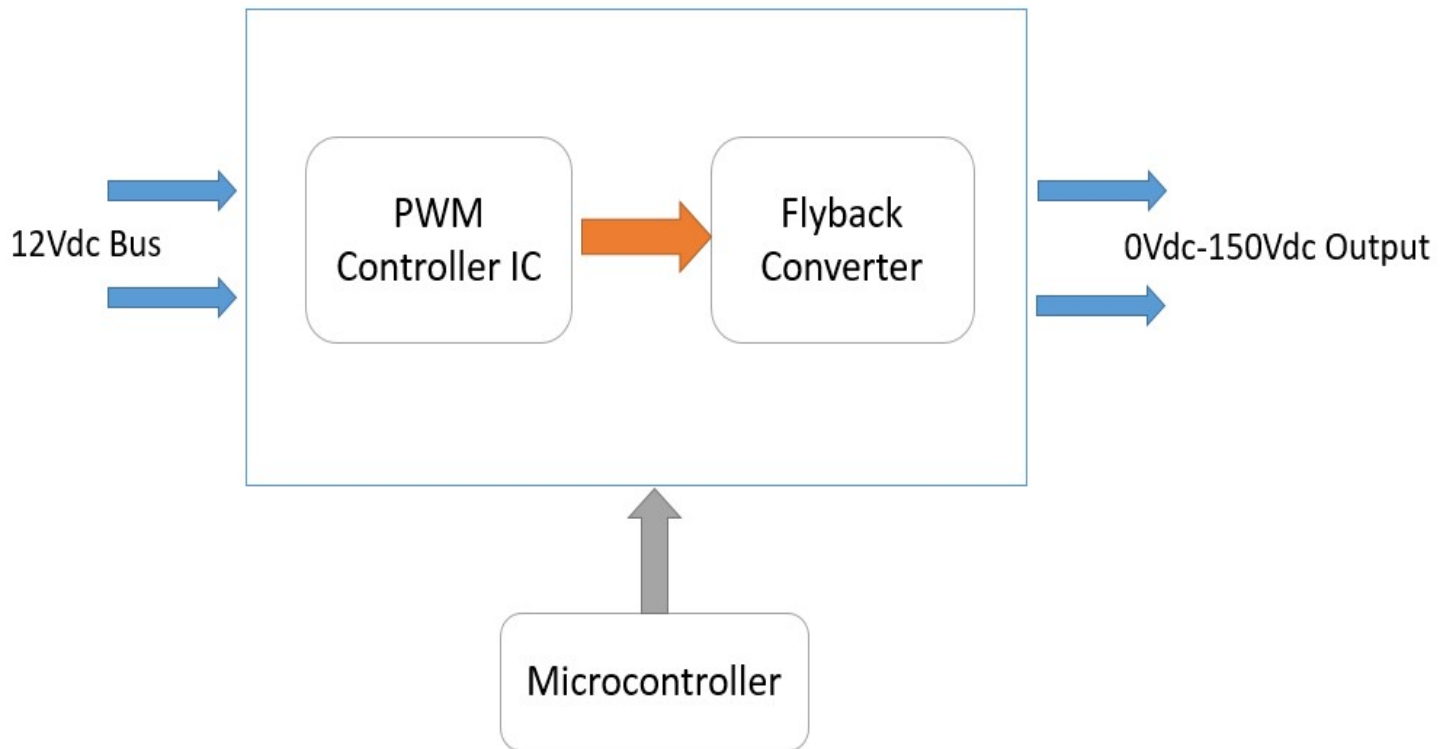 PWM
Controller IC
Flyback
Converter
12Vdc Bus
0Vdc-150Vdc Output
Microcontroller